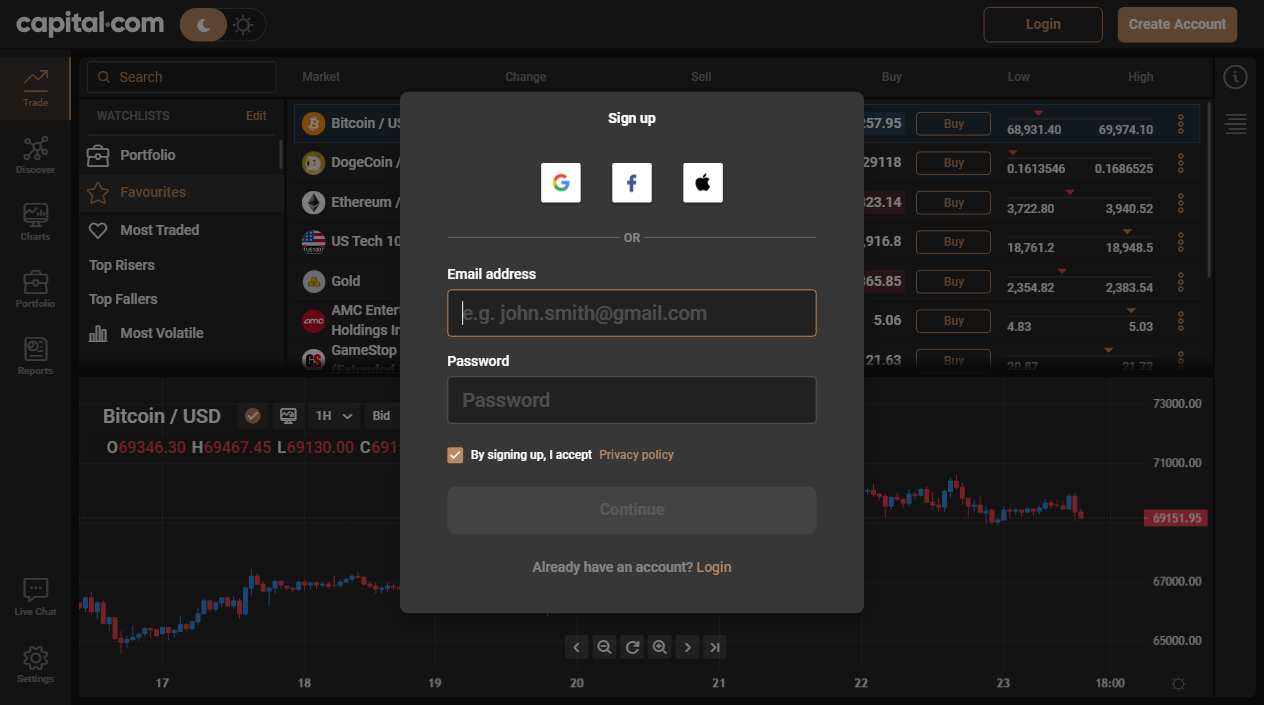 capital.com
Login
Create Account
Trade
Discover
Charts
Portfolio
Reports
Live Chat
Settings
Search
WATCHLISTS Edit
Portfolio
Favourites
Most Traded
Top Risers
Top Fallers
Most Volatile
Market Change Sell Buy Low High
Bitcoin / US 257.95 Buy 68,931.40 69,974.10
DogeCoin / 29118 Buy 0.1613546 0.1686525
Ethereum / 323.14 Buy 3,722.80 3,940.52
US Tech 10 ,916.8 Buy 18,761.2 18,948.5
Gold 365.85 Buy 2,354.82 2,383.54
AMC Enter
Holdings In 5.06 Buy 4.83 5.03
GameStop
(Extended 21.63 Buy 20.87 21.73
Sign up
OR
Email address
e.g. john.smith@gmail.com
Password
Password
By signing up, I accept Privacy policy
Continue
Already have an account? Login
Bitcoin / USD 1H Bid
O69346.30 H69467.45 L69130.00 C691
73000.00
71000.00
69151.95
67000.00
65000.00
17 18 19 20 21 22 23 18:00